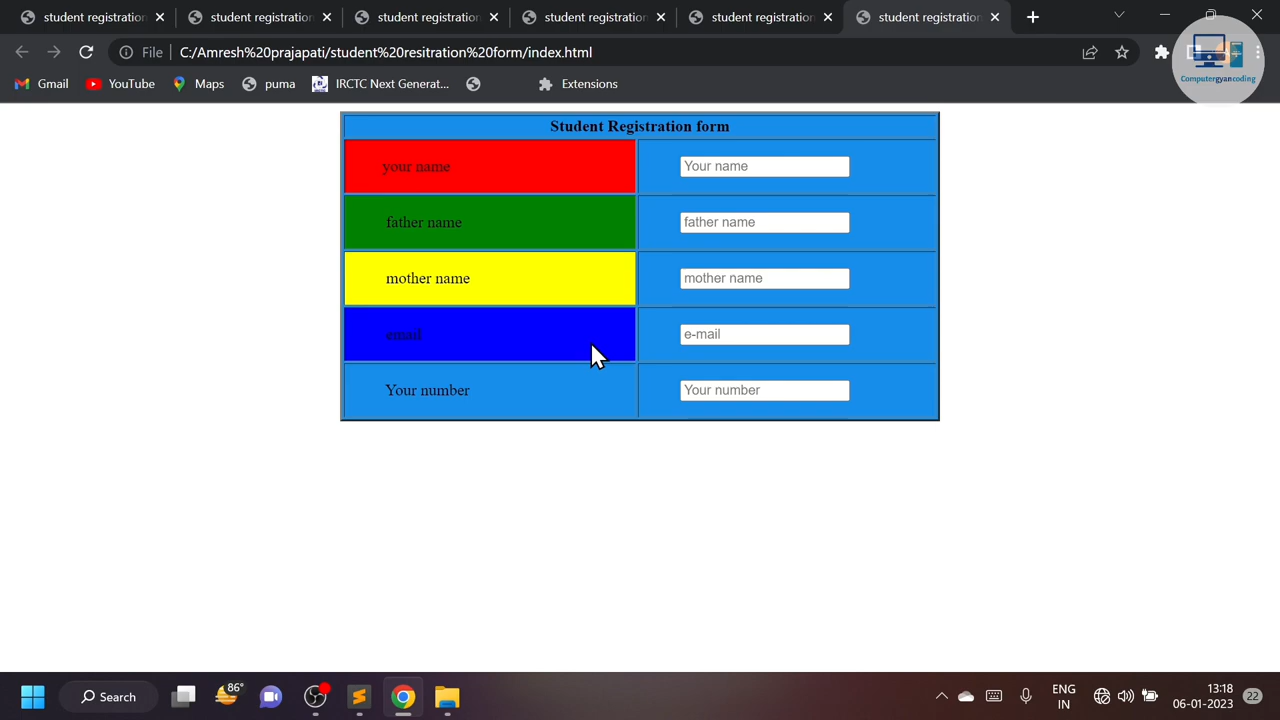 student registration
student registration
student registration
student registration
student registration
student registration
File
C:/Amresh%20prajapati/student%20resitration%20form/index.html
Gmail
YouTube
Maps
puma
IRCTC Next Generat...
Extensions
Computergyancoding
Student Registration form
your name
Your name
father name
father name
mother name
mother name
email
e-mail
Your number
Your number
Search
86°
ENG
IN
13:18
06-01-2023
22